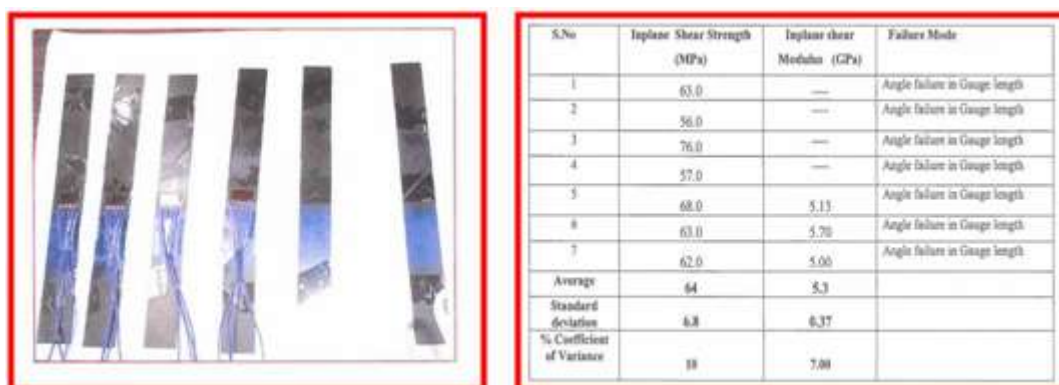 S.No Inplane Shear Strength (MPa) Inplane shear Modulus (GPa) Failure Mode
1 63.0 — Angle failure in Gauge length
2 56.0 — Angle failure in Gauge length
3 76.0 — Angle failure in Gauge length
4 57.0 — Angle failure in Gauge length
5 68.0 5.13 Angle failure in Gauge length
6 63.0 5.70 Angle failure in Gauge length
7 62.0 5.00 Angle failure in Gauge length
Average 64 5.3
Standard deviation 6.8 0.37
% Coefficient of Variance 10 7.00